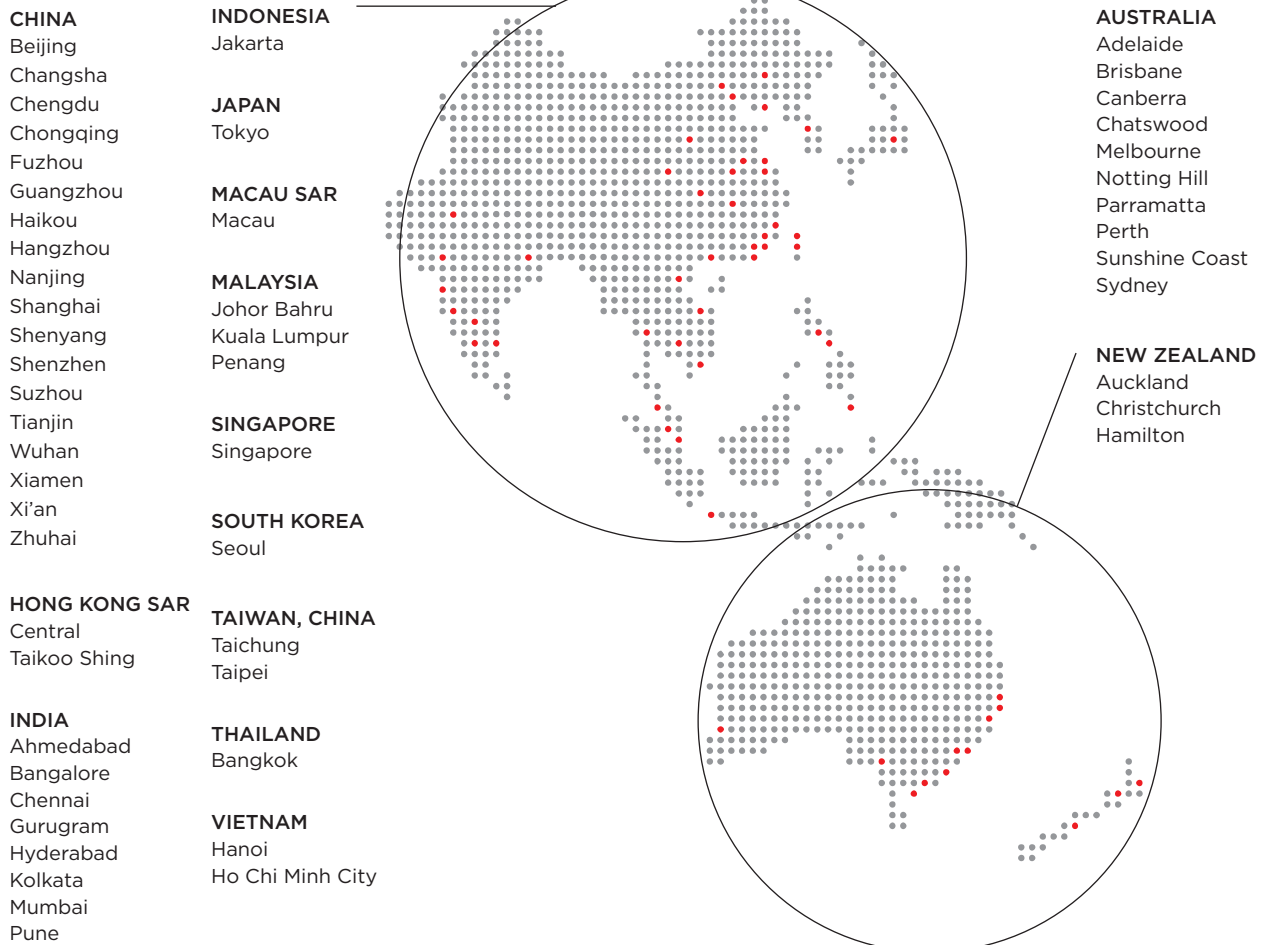 CHINA
Beijing
Changsha
Chengdu
Chongqing
Fuzhou
Guangzhou
Haikou
Hangzhou
Nanjing
Shanghai
Shenyang
Shenzhen
Suzhou
Tianjin
Wuhan
Xiamen
Xi’an
Zhuhai
HONG KONG SAR
Central
Taikoo Shing
INDIA
Ahmedabad
Bangalore
Chennai
Gurugram
Hyderabad
Kolkata
Mumbai
Pune
INDONESIA
Jakarta
JAPAN
Tokyo
MACAU SAR
Macau
MALAYSIA
Johor Bahru
Kuala Lumpur
Penang
SINGAPORE
Singapore
SOUTH KOREA
Seoul
TAIWAN, CHINA
Taichung
Taipei
THAILAND
Bangkok
VIETNAM
Hanoi
Ho Chi Minh City
AUSTRALIA
Adelaide
Brisbane
Canberra
Chatswood
Melbourne
Notting Hill
Parramatta
Perth
Sunshine Coast
Sydney
NEW ZEALAND
Auckland
Christchurch
Hamilton